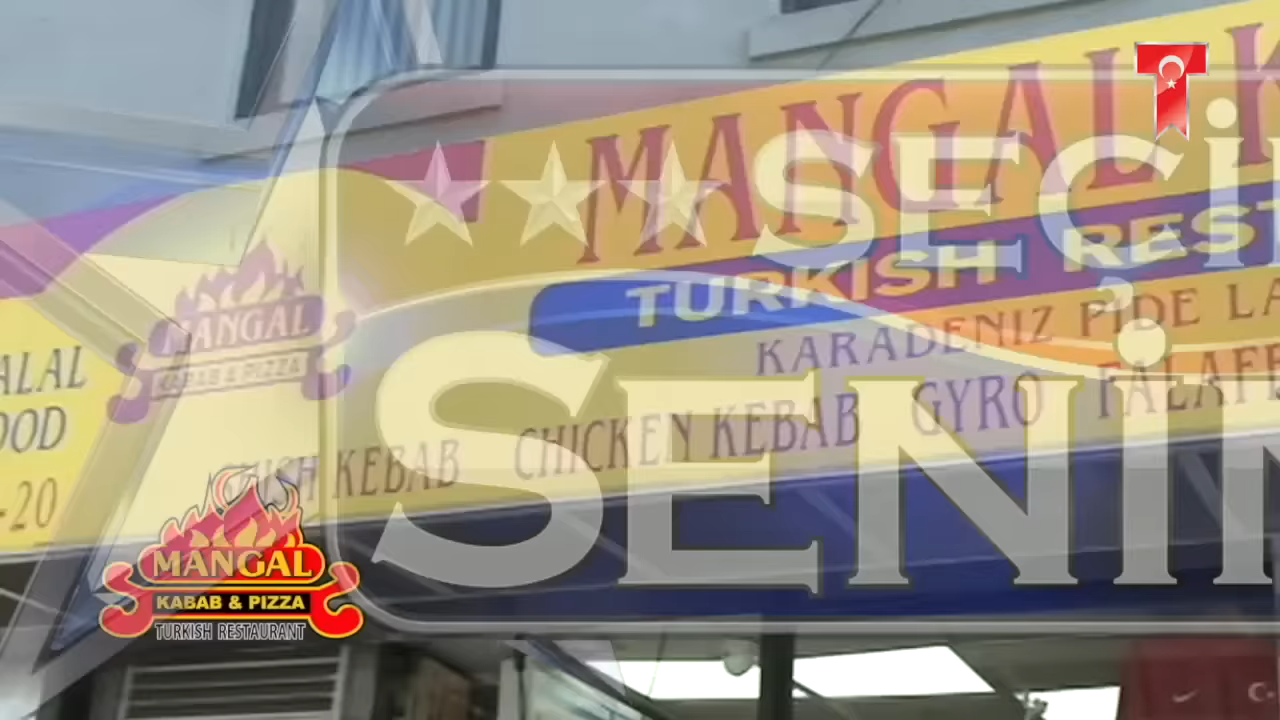 MANGAL K
SEÇİ
TURKISH REST
KARADENIZ PIDE LA
SENİ
KEBAB CHICKEN KEBAB GYRO FALAFE
ALAL
OOD
-20
MANGAL
KABAB & PIZZA
MANGAL
KABAB & PIZZA
TURKISH RESTAURANT